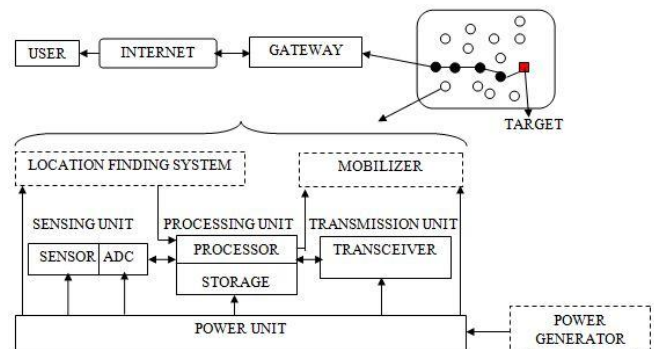 USER
INTERNET
GATEWAY
TARGET
LOCATION FINDING SYSTEM
MOBILIZER
SENSING UNIT
PROCESSING UNIT
TRANSMISSION UNIT
SENSOR
ADC
PROCESSOR
TRANSCEIVER
STORAGE
POWER UNIT
POWER
GENERATOR